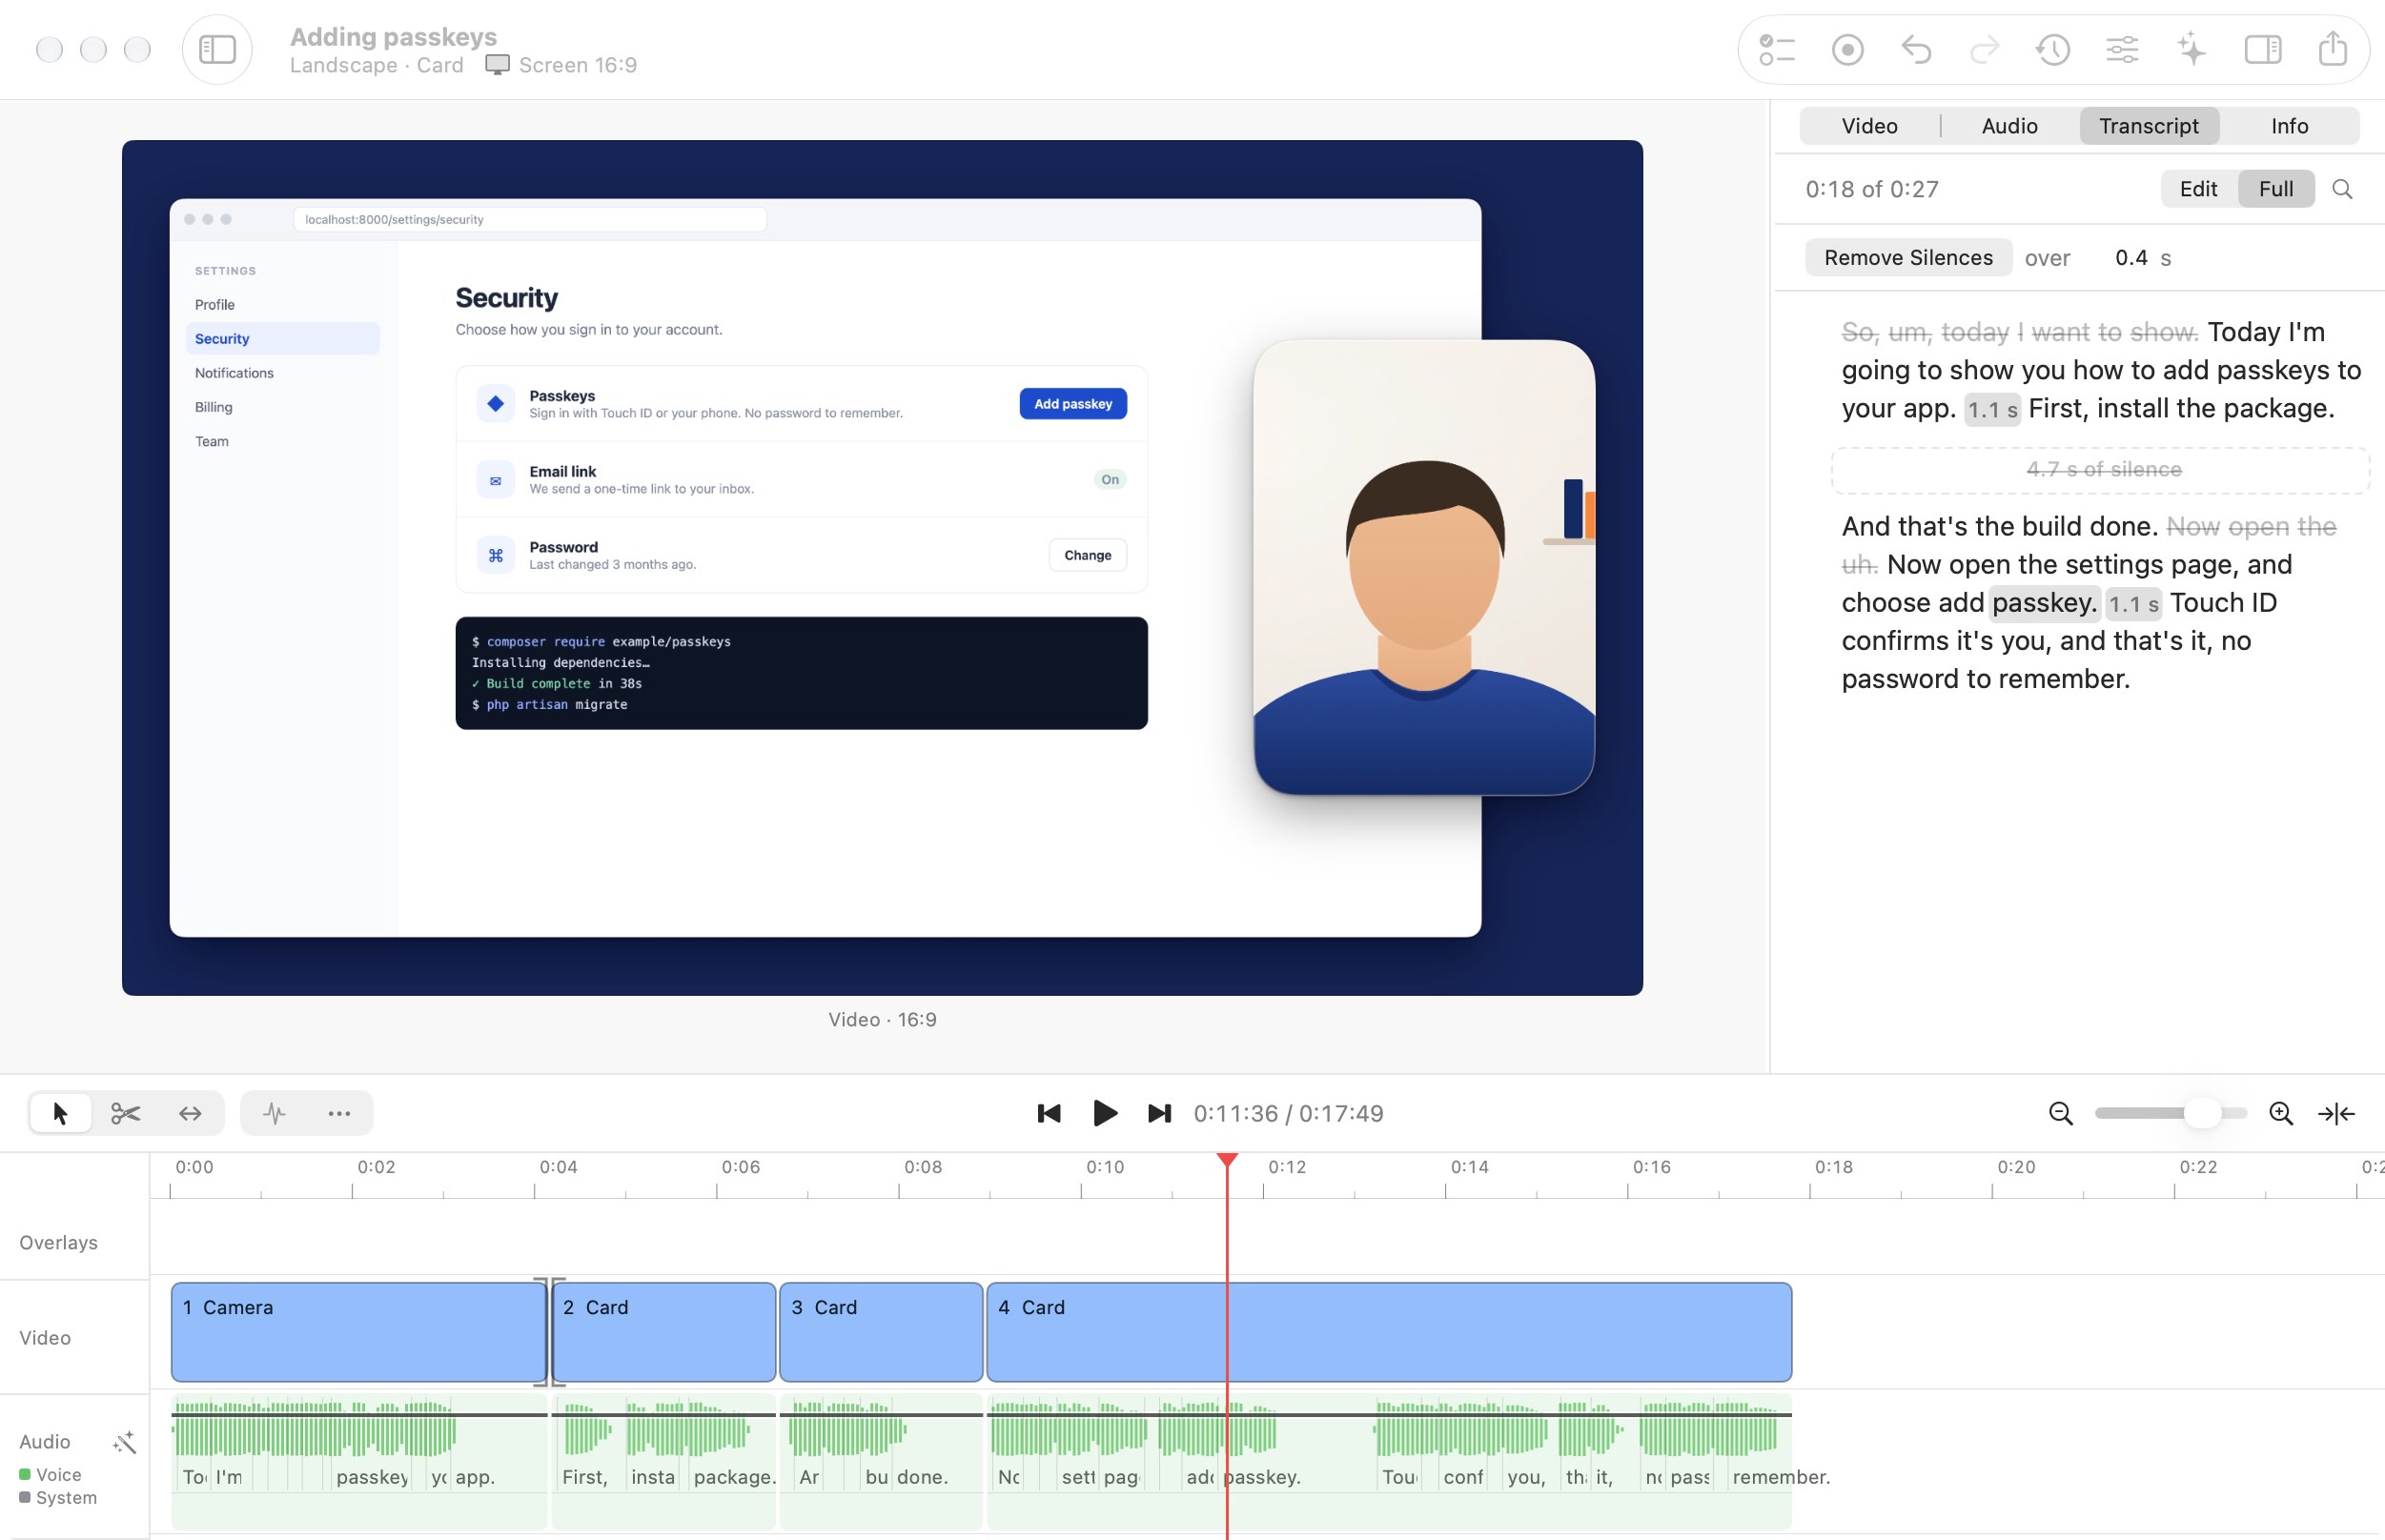 Adding passkeys
Landscape · Card Screen 16:9
Video Audio Transcript Info
0:18 of 0:27 Edit Full
Remove Silences over 0.4 s
So, um, today I want to show. Today I'm
going to show you how to add passkeys to
your app. 1.1 s First, install the package.
4.7 s of silence
And that's the build done. Now open the
uh. Now open the settings page, and
choose add passkey. 1.1 s Touch ID
confirms it's you, and that's it, no
password to remember.
localhost:8000/settings/security
SETTINGS
Profile
Security
Notifications
Billing
Team
Security
Choose how you sign in to your account.
Passkeys
Sign in with Touch ID or your phone. No password to remember.
Add passkey
Email link
We send a one-time link to your inbox.
On
Password
Last changed 3 months ago.
Change
$ composer require example/passkeys
Installing dependencies…
✓ Build complete in 38s
$ php artisan migrate
Video · 16:9
0:11:36 / 0:17:49
0:00 0:02 0:04 0:06 0:08 0:10 0:12 0:14 0:16 0:18 0:20 0:22
Overlays
Video
1 Camera 2 Card 3 Card 4 Card
Audio
Voice
System
I'm passkey app. First, insta package. bu done. sett pag passkey. conf you, it, pass remember.